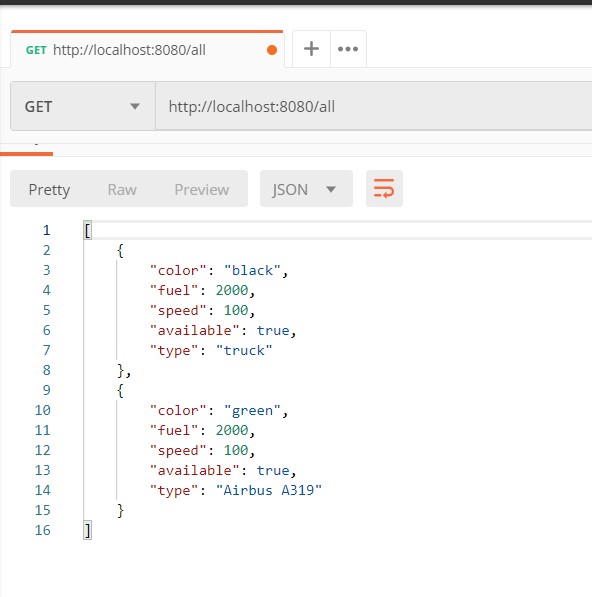 GET http://localhost:8080/all + •••
GET http://localhost:8080/all
Pretty Raw Preview JSON
1 [
2 {
3 "color": "black",
4 "fuel": 2000,
5 "speed": 100,
6 "available": true,
7 "type": "truck"
8 },
9 {
10 "color": "green",
11 "fuel": 2000,
12 "speed": 100,
13 "available": true,
14 "type": "Airbus A319"
15 }
16 ]